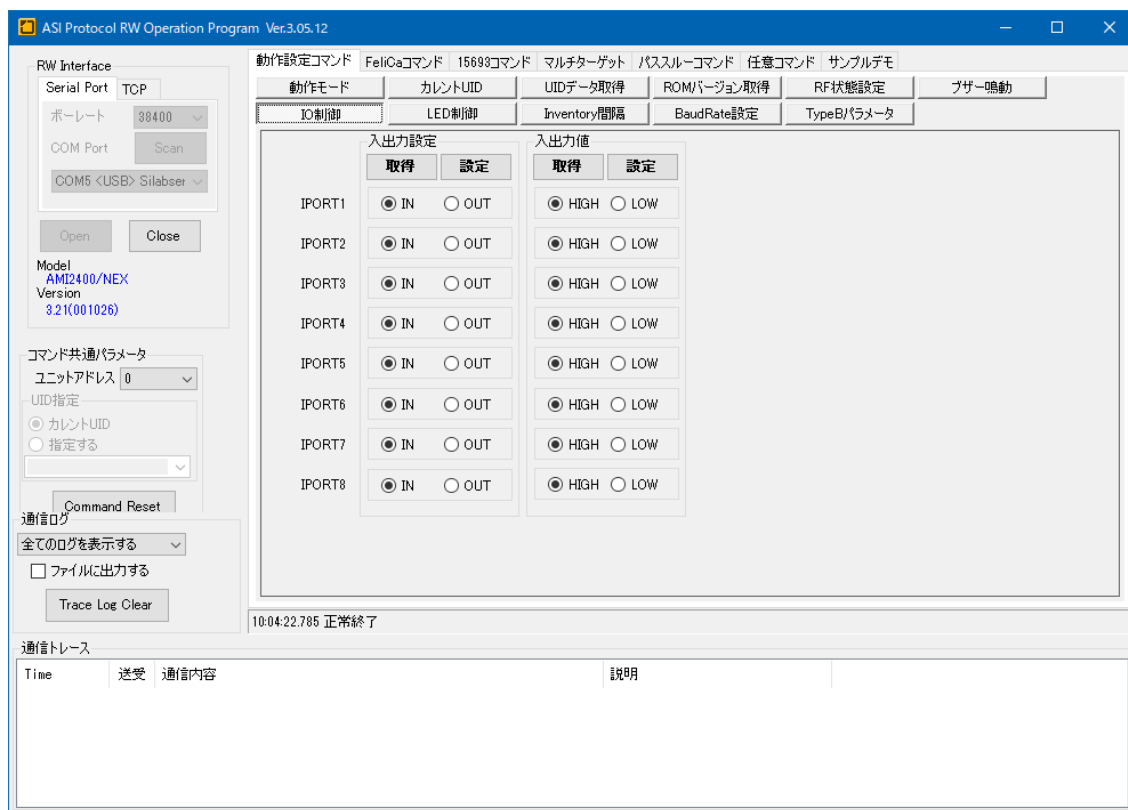 ASI Protocol RW Operation Program Ver.3.05.12
RW Interface
Serial Port TCP
ボーレート 38400
COM Port Scan
COM5 <USB> Silabser
Open Close
Model
AMI2400/NEX
Version
3.21(001026)
コマンド共通パラメータ
ユニットアドレス 0
UID指定
カレントUID
指定する
Command Reset
通信ログ
全てのログを表示する
ファイルに出力する
Trace Log Clear
動作設定コマンド FeliCaコマンド 15693コマンド マルチターゲット パススルーコマンド 任意コマンド サンプルデモ
動作モード カレントUID UIDデータ取得 ROMバージョン取得 RF状態設定 ブザー鳴動
IO制御 LED制御 Inventory間隔 BaudRate設定 TypeBパラメータ
入出力設定 入出力値
取得 設定 取得 設定
IPORT1 IN OUT HIGH LOW
IPORT2 IN OUT HIGH LOW
IPORT3 IN OUT HIGH LOW
IPORT4 IN OUT HIGH LOW
IPORT5 IN OUT HIGH LOW
IPORT6 IN OUT HIGH LOW
IPORT7 IN OUT HIGH LOW
IPORT8 IN OUT HIGH LOW
10:04:22.785 正常終了
通信トレース
Time 送受 通信内容 説明